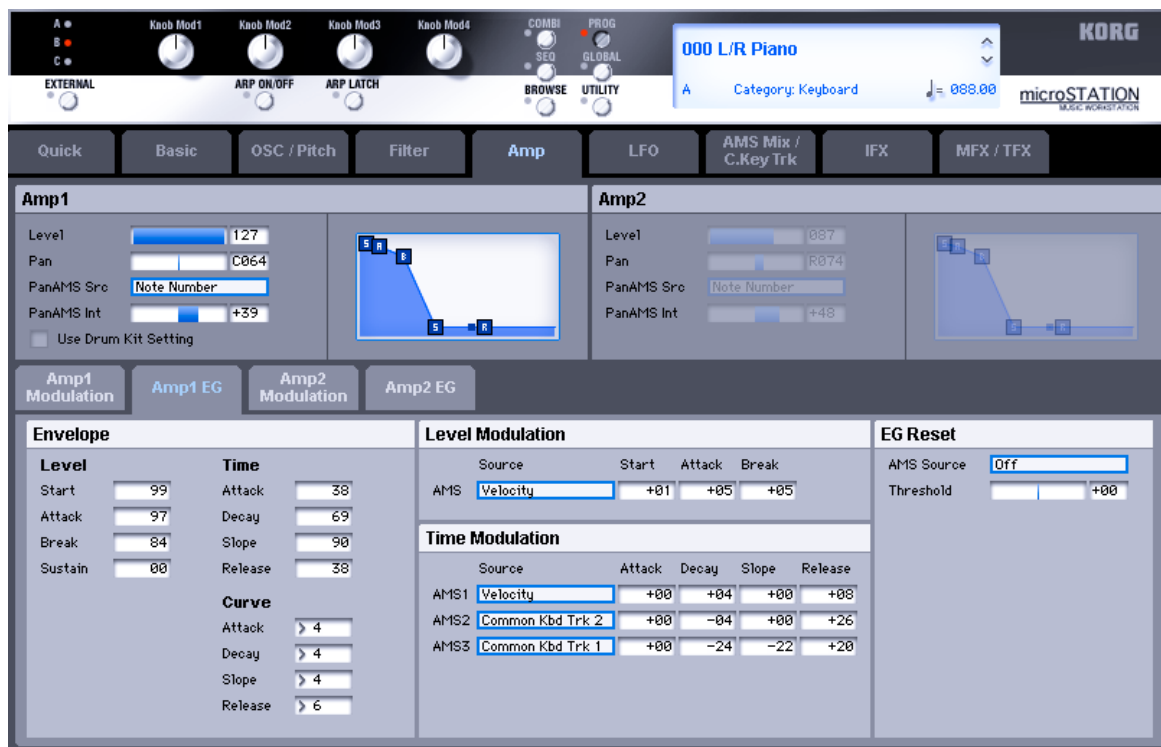 A Knob Mod1 Knob Mod2 Knob Mod3 Knob Mod4 COMBI PROG KORG
B 000 L/R Piano
C SEQ GLOBAL
EXTERNAL ARP ON/OFF ARP LATCH BROWSE UTILITY A Category: Keyboard ♩= 088.00 microSTATION
MUSIC WORKSTATION
Quick Basic OSC / Pitch Filter Amp LFO AMS Mix / C.Key Trk IFX MFX / TFX
Amp1
Level 127
Pan C064
PanAMS Src Note Number
PanAMS Int +39
Use Drum Kit Setting
S A B S R
Amp2
Level 087
Pan R074
PanAMS Src Note Number
PanAMS Int +48
S R
Amp1 Modulation Amp1 EG Amp2 Modulation Amp2 EG
Envelope
Level
Start 99
Attack 97
Break 84
Sustain 00
Time
Attack 38
Decay 69
Slope 90
Release 38
Curve
Attack > 4
Decay > 4
Slope > 4
Release > 6
Level Modulation
Source Start Attack Break
AMS Velocity +01 +05 +05
Time Modulation
Source Attack Decay Slope Release
AMS1 Velocity +00 +04 +00 +08
AMS2 Common Kbd Trk 2 +00 -04 +00 +26
AMS3 Common Kbd Trk 1 +00 -24 -22 +20
EG Reset
AMS Source Off
Threshold +00